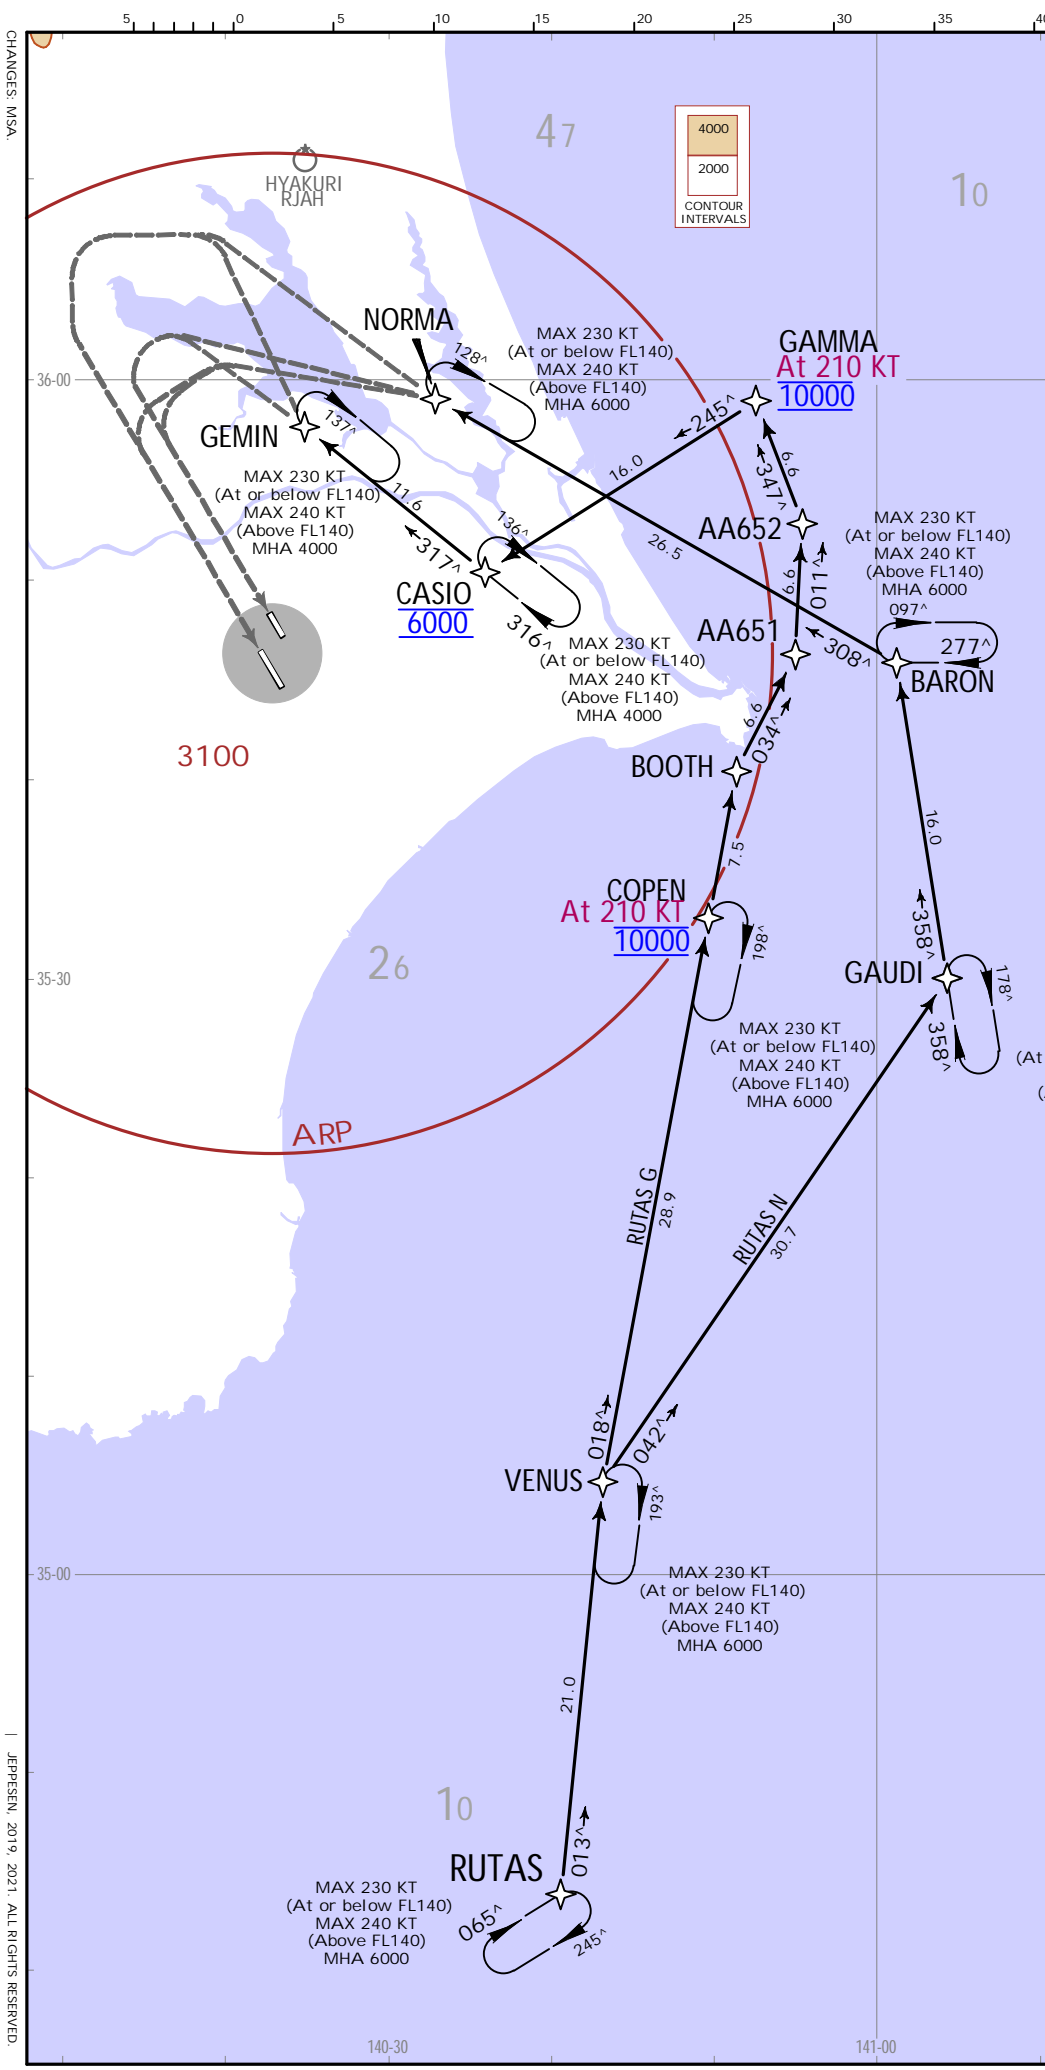 5 0 5 10 15 20 25 30 35 40
CHANGES: MSA.
47
4000
2000
CONTOUR
INTERVALS
10
HYAKURI
RJAH
NORMA
128^
MAX 230 KT
(At or below FL140)
MAX 240 KT
(Above FL140)
MHA 6000
GAMMA
At 210 KT
10000
36-00
245^
GEMIN
137^
MAX 230 KT
(At or below FL140)
MAX 240 KT
(Above FL140)
MHA 4000
11.6
317^
16.0
6.6
347^
136^
AA652
26.5
MAX 230 KT
(At or below FL140)
MAX 240 KT
(Above FL140)
MHA 6000
CASIO
6000
316^
6.6
011^
097^
277^
AA651
308^
BARON
MAX 230 KT
(At or below FL140)
MAX 240 KT
(Above FL140)
MHA 4000
3100
6.6
034^
BOOTH
16.0
7.5
COPEN
At 210 KT
10000
198^
358^
26
35-30
GAUDI
178^
358^
MAX 230 KT
(At or below FL140)
MAX 240 KT
(Above FL140)
MHA 6000
(At
(
ARP
RUTAS G
28.9
RUTAS N
30.7
018^
042^
VENUS
193^
35-00
MAX 230 KT
(At or below FL140)
MAX 240 KT
(Above FL140)
MHA 6000
21.0
10
013^
RUTAS
MAX 230 KT
(At or below FL140)
MAX 240 KT
(Above FL140)
MHA 6000
065^
245^
140-30
141-00
| JEPPESEN, 2019, 2021. ALL RIGHTS RESERVED.